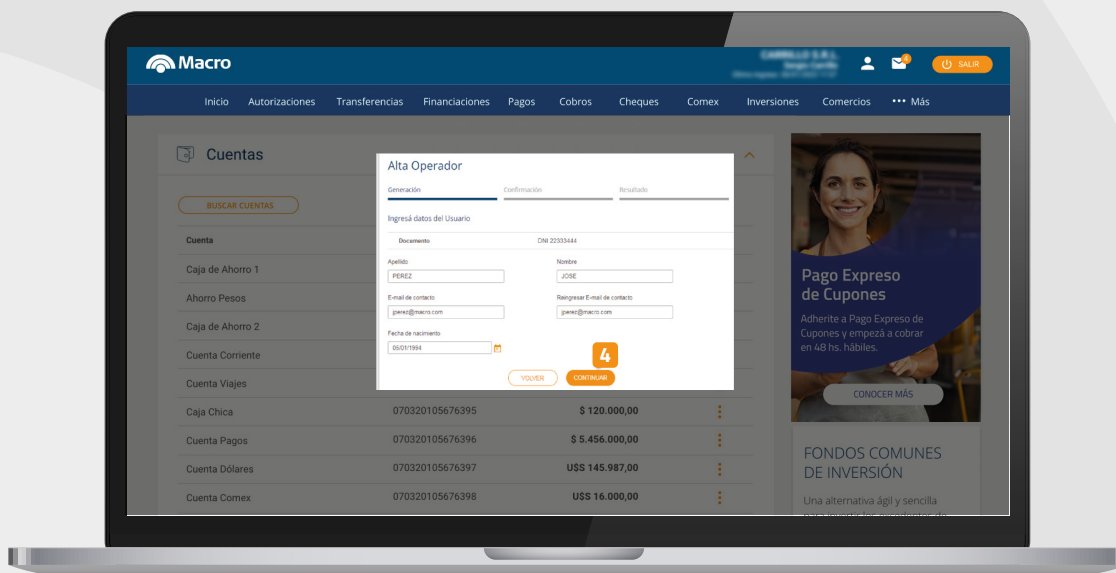 Macro
4
SALIR
Inicio Autorizaciones Transferencias Financiaciones Pagos Cobros Cheques Comex Inversiones Comercios ••• Más
Cuentas
BUSCAR CUENTAS
Cuenta
Caja de Ahorro 1
Ahorro Pesos
Caja de Ahorro 2
Cuenta Corriente
Cuenta Viajes
Caja Chica 070320105676395 $ 120.000,00
Cuenta Pagos 070320105676396 $ 5.456.000,00
Cuenta Dólares 070320105676397 U$S 145.987,00
Cuenta Comex 070320105676398 U$S 16.000,00
Alta Operador
Generación Confirmación Resultado
Ingresá datos del Usuario
Documento DNI 22333444
Apellido Nombre
PEREZ JOSE
E-mail de contacto Reingresar E-mail de contacto
jperez@macro.com jperez@macro.com
Fecha de nacimiento
4
VOLVER CONTINUAR
Pago Expreso
de Cupones
Adherite a Pago Expreso de
Cupones y empezá a cobrar
en 48 hs. hábiles.
CONOCER MÁS
FONDOS COMUNES
DE INVERSIÓN
Una alternativa ágil y sencilla
para invertir los excedentes de